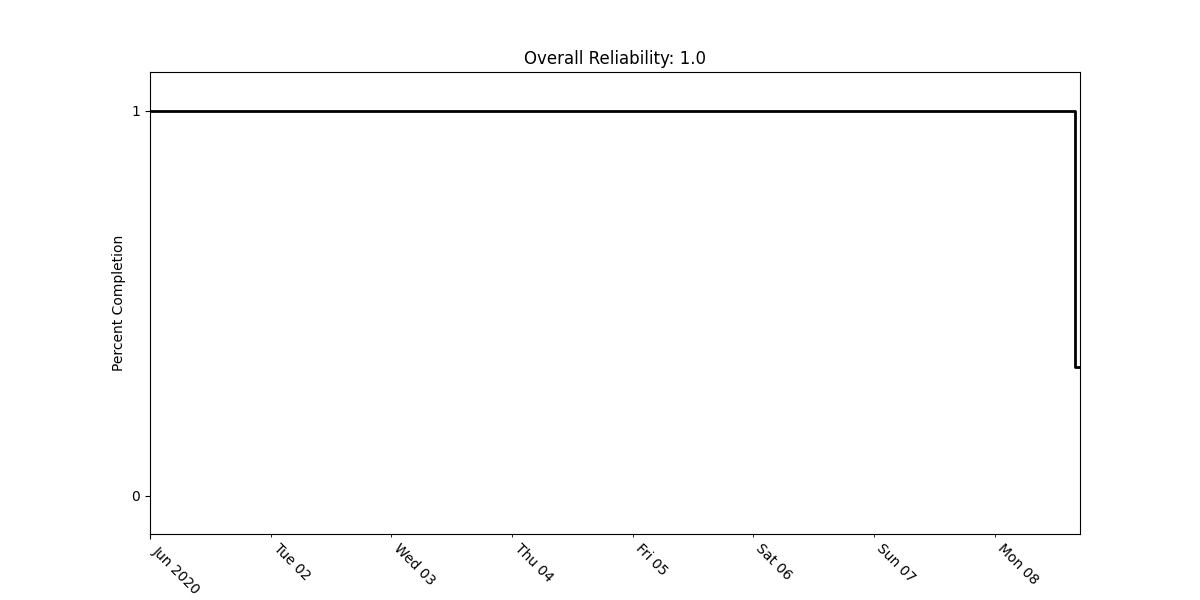 Overall Reliability: 1.0
1
Percent Completion
0
Jun 2020
Tue 02
Wed 03
Thu 04
Fri 05
Sat 06
Sun 07
Mon 08